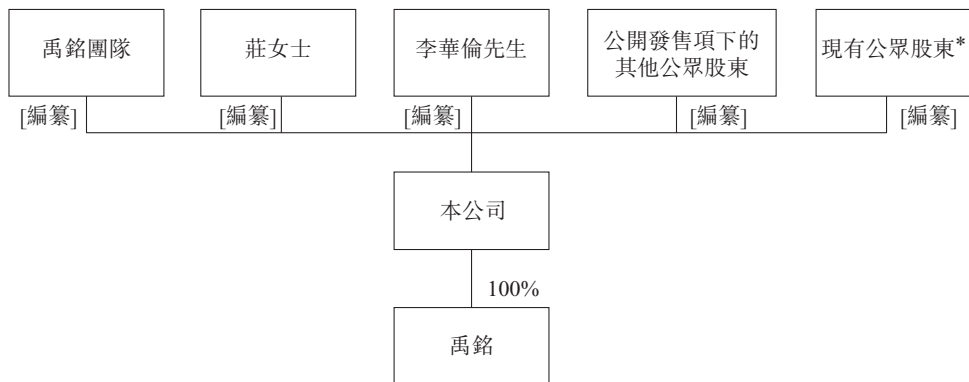 禹銘團隊
莊女士
李華倫先生
公開發售項下的
其他公眾股東
現有公眾股東*
[編纂]
[編纂]
[編纂]
[編纂]
[編纂]
本公司
100%
禹銘